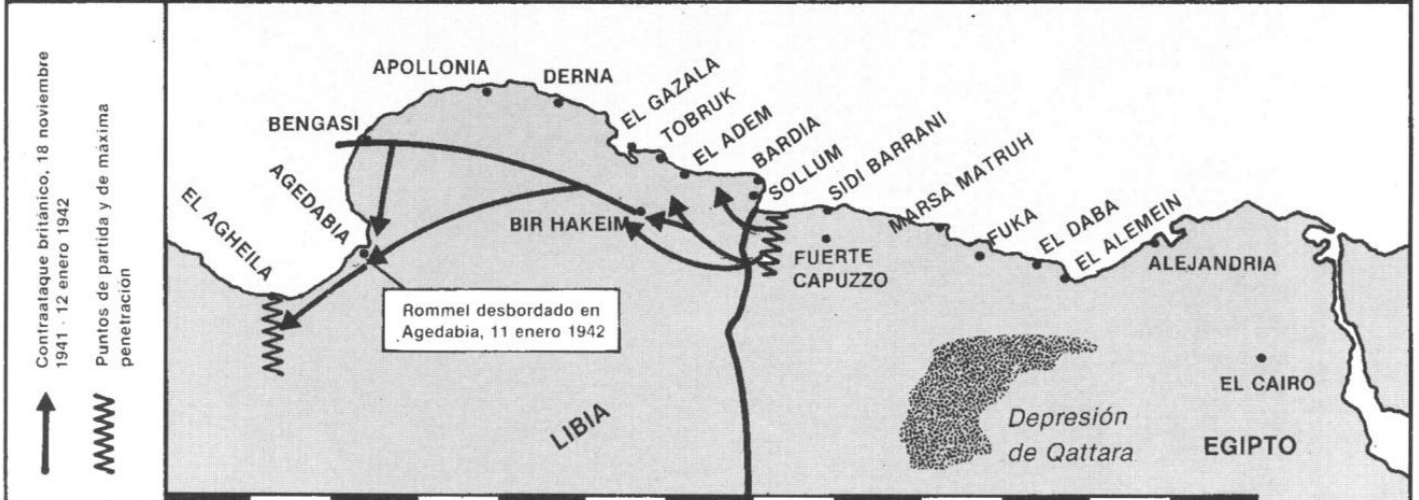 Contraataque británico, 18 noviembre
1941 - 12 enero 1942
Puntos de partida y de máxima
penetración
APOLLONIA
DERNA
BENGASI
EL GAZALA
TOBRUK
EL ADEM
BARDIA
SOLLUM
SIDI BARRANI
MARSA MATRUH
FUKA
EL DABA
EL ALEMEIN
ALEJANDRIA
AGEDABIA
EL AGHEILA
BIR HAKEIM
FUERTE
CAPUZZO
Rommel desbordado en
Agedabia, 11 enero 1942
EL CAIRO
LIBIA
Depresión
de Qattara
EGIPTO